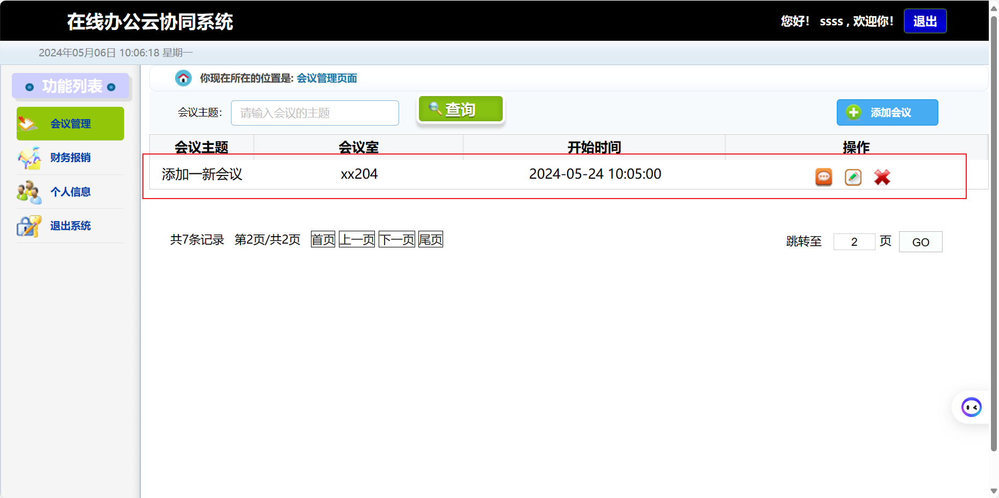 在线办公云协同系统
您好！ ssss , 欢迎你！ 退出
2024年05月06日 10:06:18 星期一
功能列表
会议管理
财务报销
个人信息
退出系统
你现在所在的位置是: 会议管理页面
会议主题： 请输入会议的主题 查询 添加会议
会议主题 会议室 开始时间 操作
添加一新会议 xx204 2024-05-24 10:05:00
共7条记录 第2页/共2页 首页 上一页 下一页 尾页 跳转至 2 页 GO